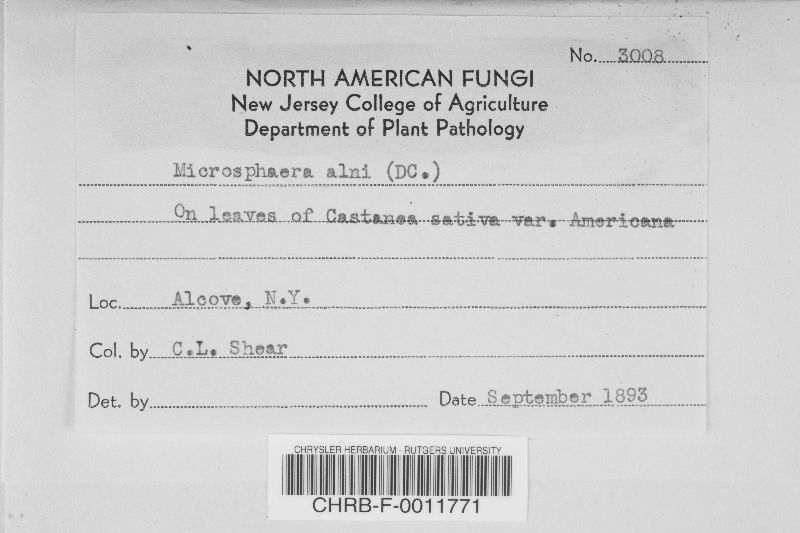 No. 3008
NORTH AMERICAN FUNGI
New Jersey College of Agriculture
Department of Plant Pathology
Microsphaera alni (DC.)
On leaves of Castanea sativa var. Americana
Loc. Alcove, N.Y.
Col. by C.L. Shear
Det. by
Date September 1893
CHRYSLER HERBARIUM - RUTGERS UNIVERSITY
CHRB-F-0011771